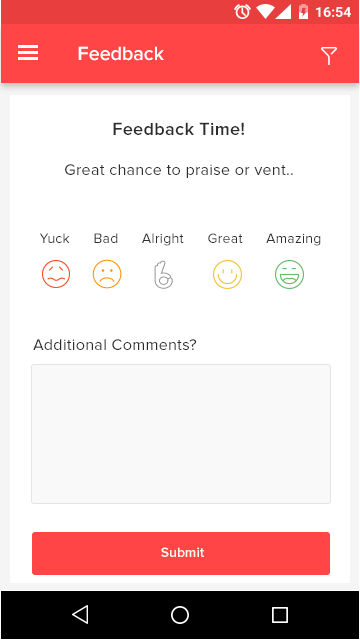 16:54
Feedback
Feedback Time!
Great chance to praise or vent..
Yuck Bad Alright Great Amazing
Additional Comments?
Submit